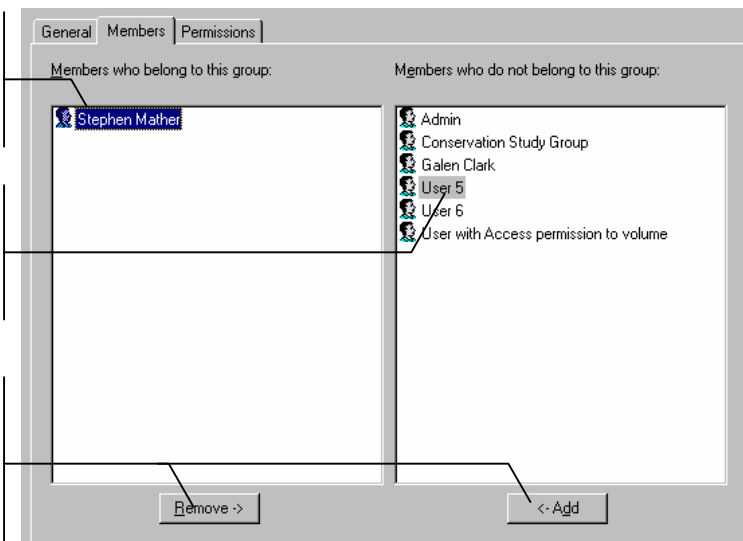 General Members Permissions
Members who belong to this group:
Members who do not belong to this group:
Stephen Mather
Admin
Conservation Study Group
Galen Clark
User 5
User 6
User with Access permission to volume
Remove ->
<- Add